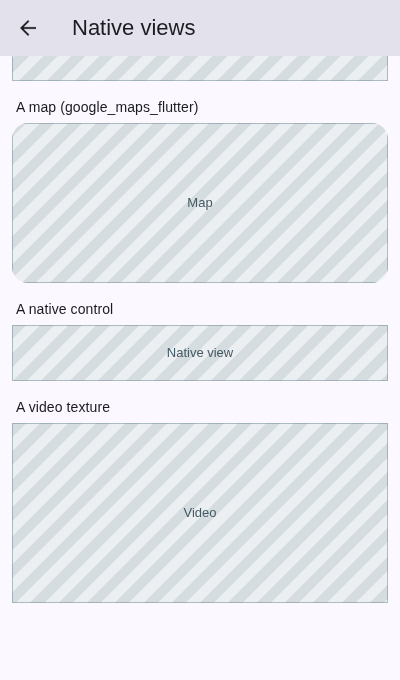 Native views
A map (google_maps_flutter)
Map
A native control
Native view
A video texture
Video